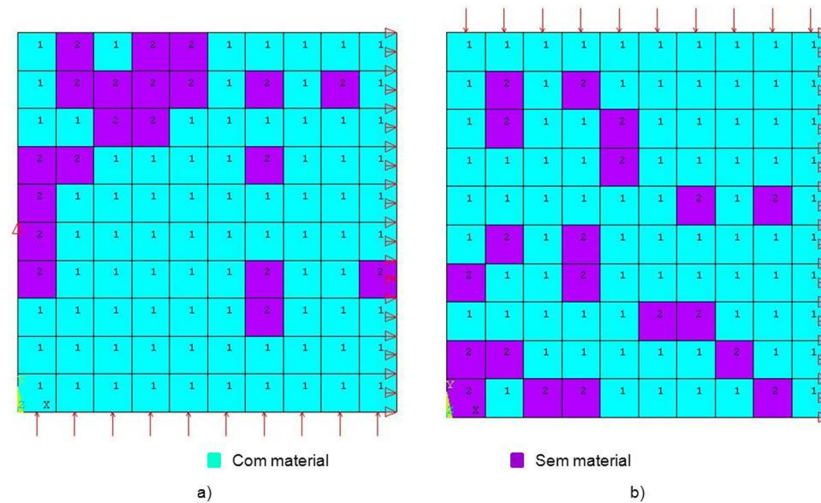 1 2 1 2 2 1 1 1 1 1
1 2 2 2 2 1 2 1 2 1
1 1 2 2 1 1 1 1 1 1
2 2 1 1 1 1 2 1 1 1
2 1 1 1 1 1 1 1 1 1
2 1 1 1 1 1 1 1 1 1
2 1 1 1 1 1 2 1 1 2
1 1 1 1 1 1 2 1 1 1
1 1 1 1 1 1 1 1 1 1
1 1 1 1 1 1 1 1 1 1
X
1 1 1 1 1 1 1 1 1 1
1 2 1 2 1 1 1 1 1 1
1 2 1 1 2 1 1 1 1 1
1 1 1 1 2 1 1 1 1 1
1 1 1 1 1 1 2 1 2 1
1 2 1 2 1 1 1 1 1 1
2 1 1 2 1 1 1 1 1 1
1 1 1 1 1 2 2 1 1 1
2 2 1 1 1 1 1 2 1 1
Y
2 1 2 2 1 1 1 1 2 1
X
Com material
Sem material
a)
b)